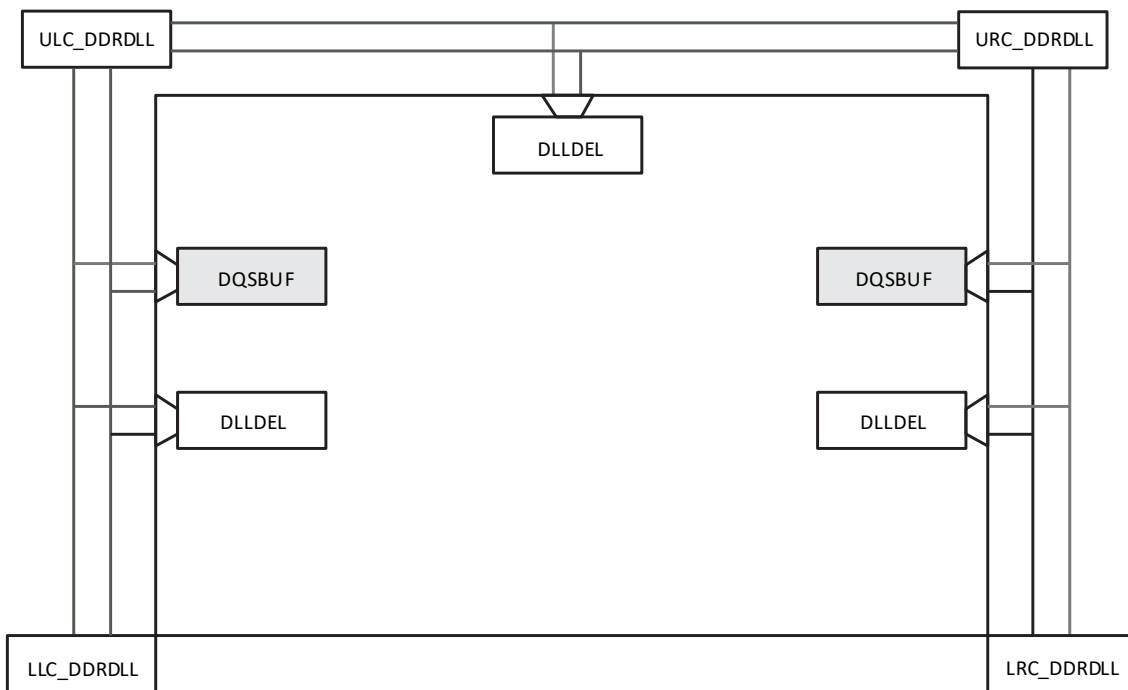 ULC_DDRDLL
URC_DDRDLL
DLLDEL
DQSBUF
DQSBUF
DLLDEL
DLLDEL
LLC_DDRDLL
LRC_DDRDLL